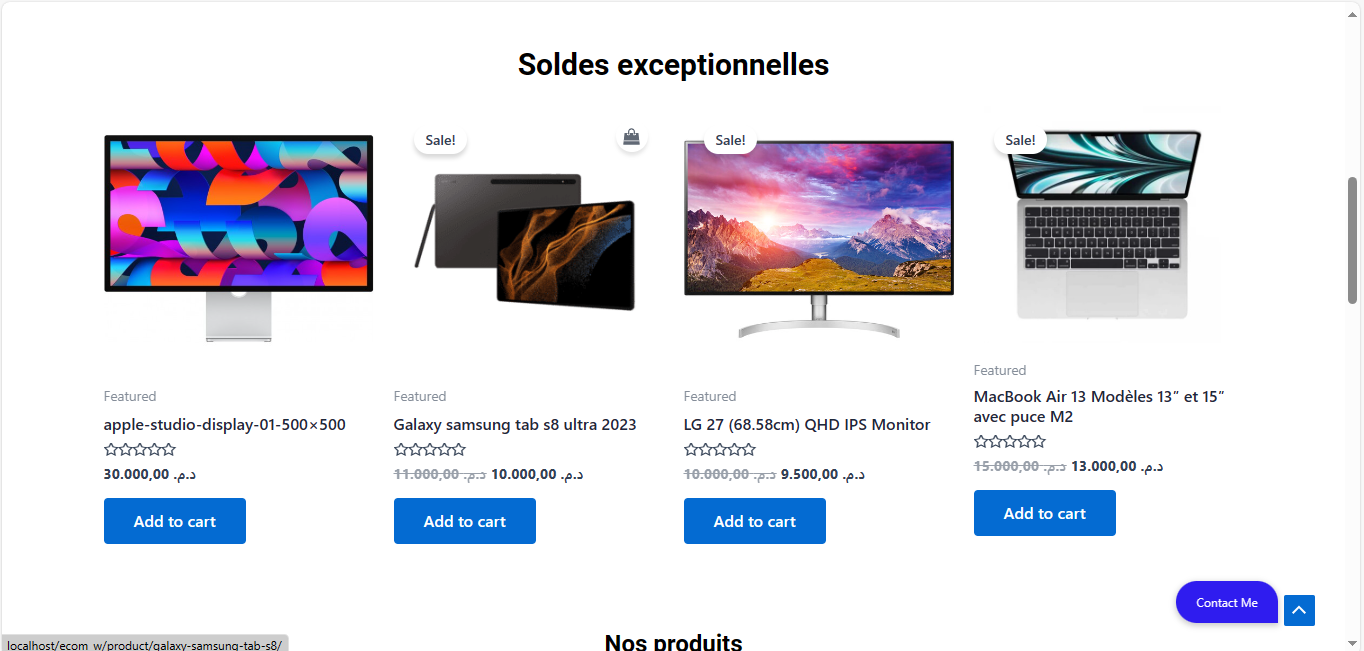 Soldes exceptionnelles
Sale!
Sale!
Sale!
Featured
apple-studio-display-01-500×500
30.000,00 د.م.
Add to cart
Featured
Galaxy samsung tab s8 ultra 2023
11.000,00 د.م. 10.000,00 د.م.
Add to cart
Featured
LG 27 (68.58cm) QHD IPS Monitor
10.000,00 د.م. 9.500,00 د.م.
Add to cart
Featured
MacBook Air 13 Modèles 13″ et 15″
avec puce M2
15.000,00 د.م. 13.000,00 د.م.
Add to cart
Contact Me
Nos produits
localhost/ecom_w/product/galaxy-samsung-tab-s8/